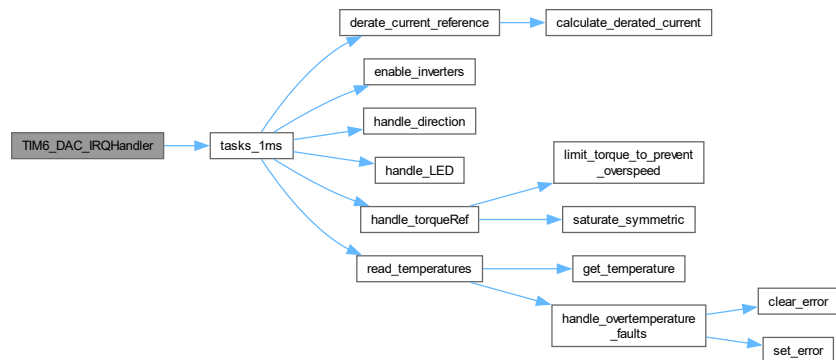 TIM6_DAC_IRQHandler
tasks_1ms
derate_current_reference
calculate_derated_current
enable_inverters
handle_direction
handle_LED
handle_torqueRef
limit_torque_to_prevent
_overspeed
saturate_symmetric
read_temperatures
get_temperature
handle_overtemperature
_faults
clear_error
set_error